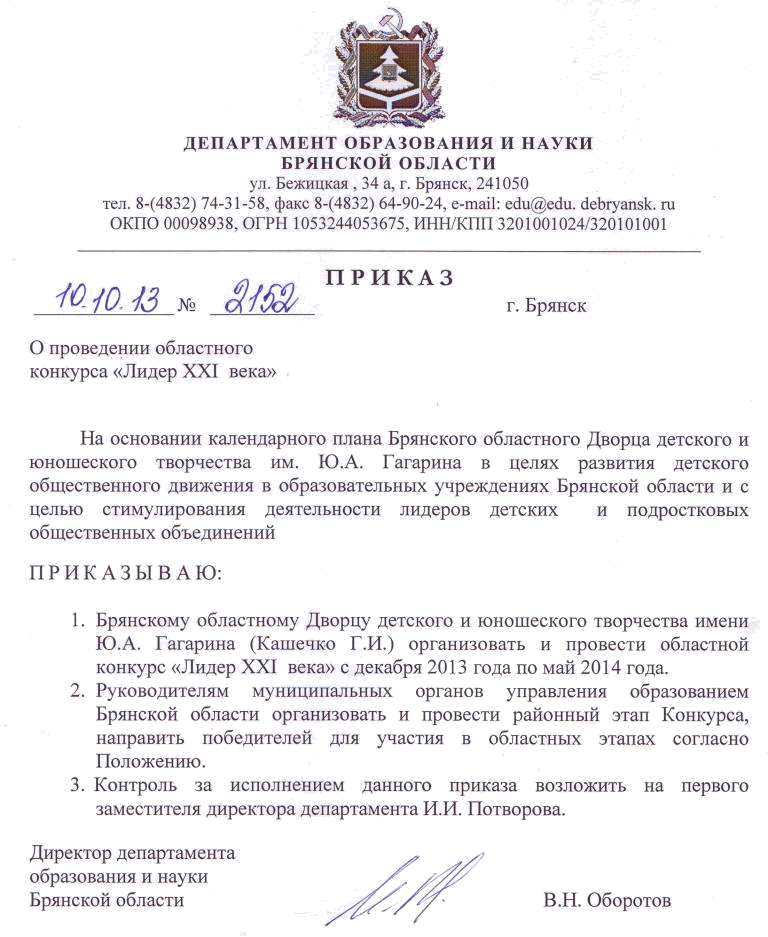 ДЕПАРТАМЕНТ ОБРАЗОВАНИЯ И НАУКИ
БРЯНСКОЙ ОБЛАСТИ
ул. Бежицкая , 34 а, г. Брянск, 241050
тел. 8-(4832) 74-31-58, факс 8-(4832) 64-90-24, e-mail: edu@edu. debryansk. ru
ОКПО 00098938, ОГРН 1053244053675, ИНН/КПП 3201001024/320101001
П Р И К А З
10.10.13 № 2152 г. Брянск
О проведении областного
конкурса «Лидер XXI века»
На основании календарного плана Брянского областного Дворца детского и
юношеского творчества им. Ю.А. Гагарина в целях развития детского
общественного движения в образовательных учреждениях Брянской области и с
целью стимулирования деятельности лидеров детских и подростковых
общественных объединений
П Р И К А З Ы В А Ю:
1. Брянскому областному Дворцу детского и юношеского творчества имени
Ю.А. Гагарина (Кашечко Г.И.) организовать и провести областной
конкурс «Лидер XXI века» с декабря 2013 года по май 2014 года.
2. Руководителям муниципальных органов управления образованием
Брянской области организовать и провести районный этап Конкурса,
направить победителей для участия в областных этапах согласно
Положению.
3. Контроль за исполнением данного приказа возложить на первого
заместителя директора департамента И.И. Потворова.
Директор департамента
образования и науки
Брянской области В.Н. Оборотов